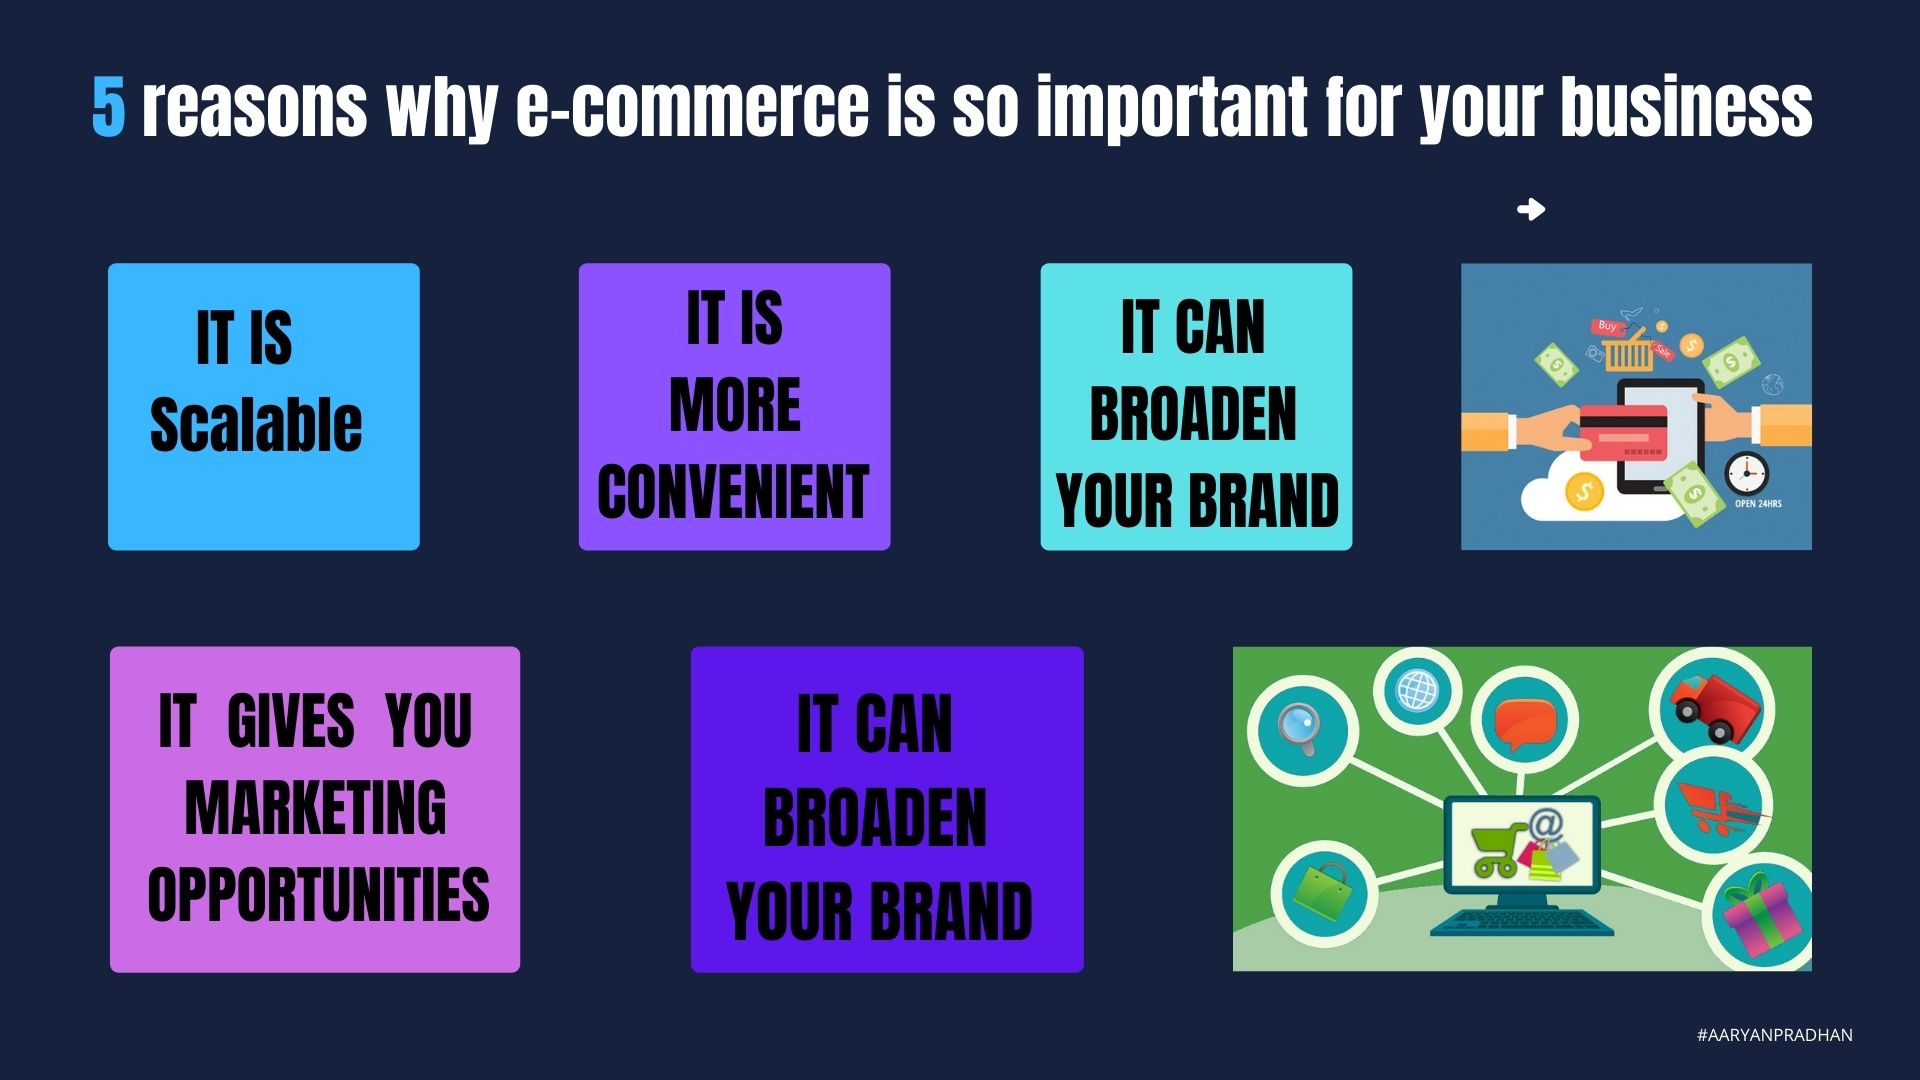 5 reasons why e-commerce is so important for your business
IT IS
Scalable
IT IS
MORE
CONVENIENT
IT CAN
BROADEN
YOUR BRAND
Buy
Sale
OPEN 24HRS
IT GIVES YOU
MARKETING
OPPORTUNITIES
IT CAN
BROADEN
YOUR BRAND
@
#AARYANPRADHAN